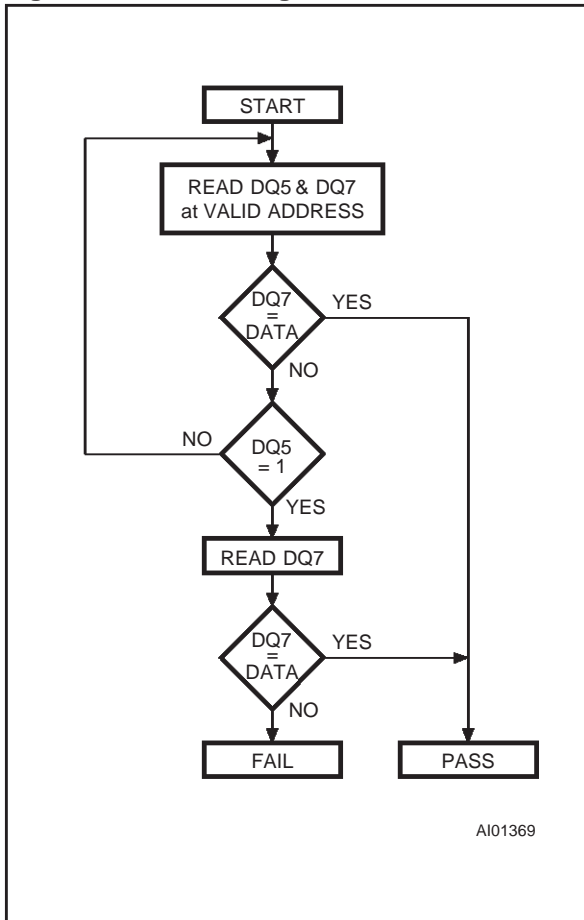 START
READ DQ5 & DQ7
at VALID ADDRESS
DQ7
=
DATA
YES
NO
DQ5
= 1
NO
YES
READ DQ7
DQ7
=
DATA
YES
NO
FAIL
PASS
AI01369